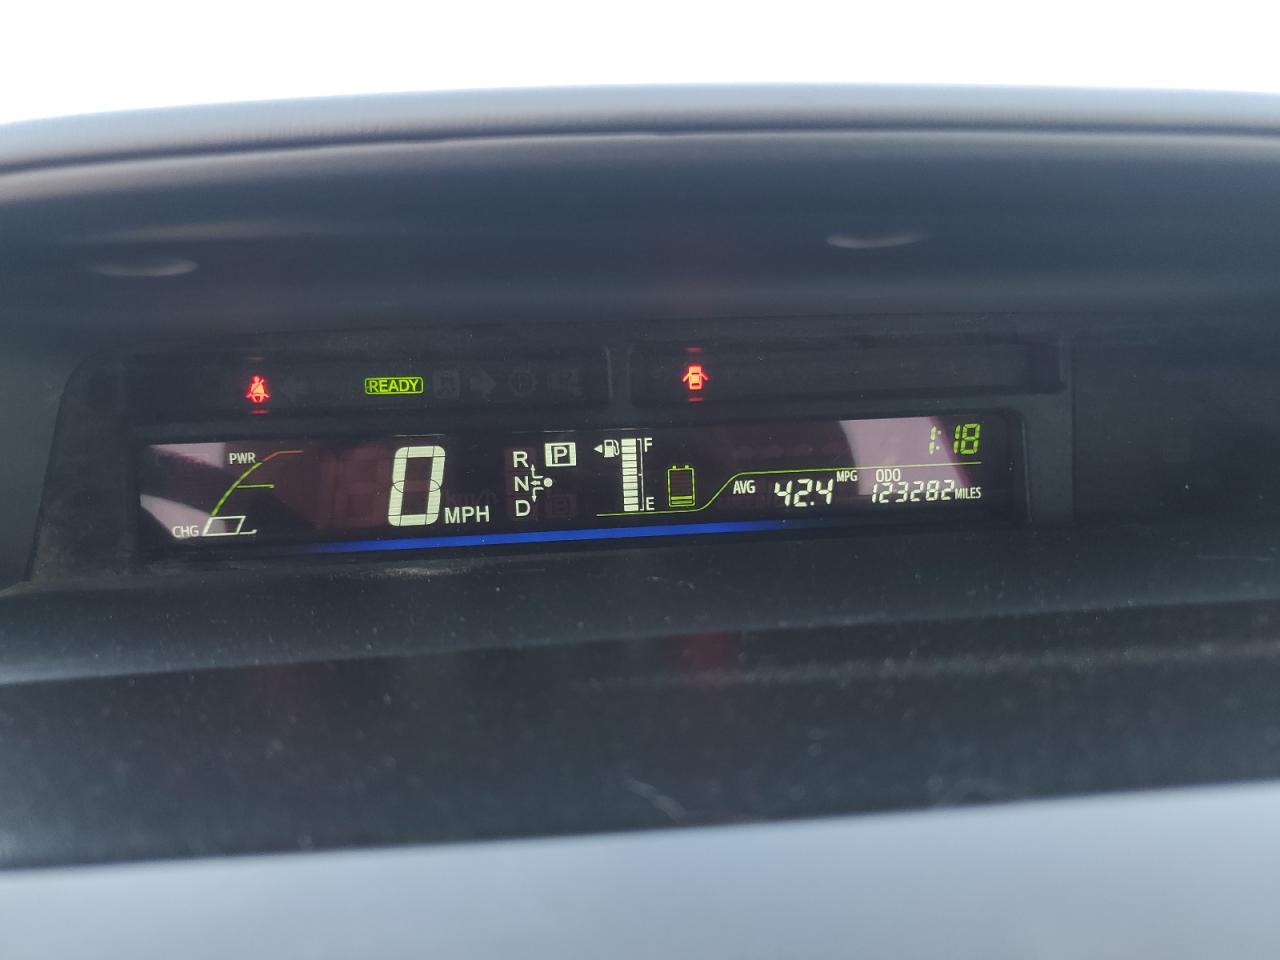 READY
PWR
CHG
0 MPH
R
N
D
P
F
E
1:18
AVG 42.4 MPG
ODO
123282 MILES